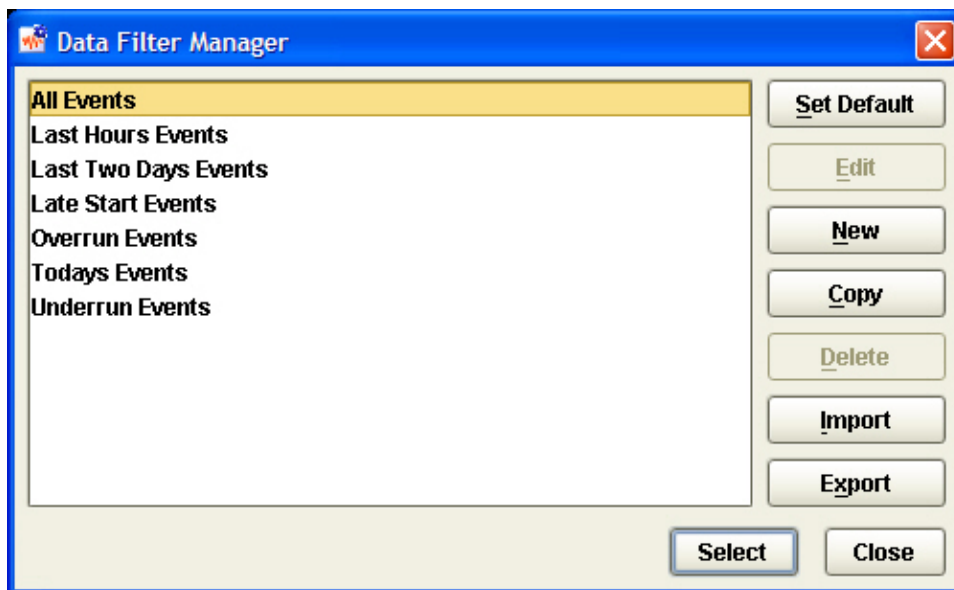 Data Filter Manager
All Events
Last Hours Events
Last Two Days Events
Late Start Events
Overrun Events
Todays Events
Underrun Events
Set Default
Edit
New
Copy
Delete
Import
Export
Select
Close